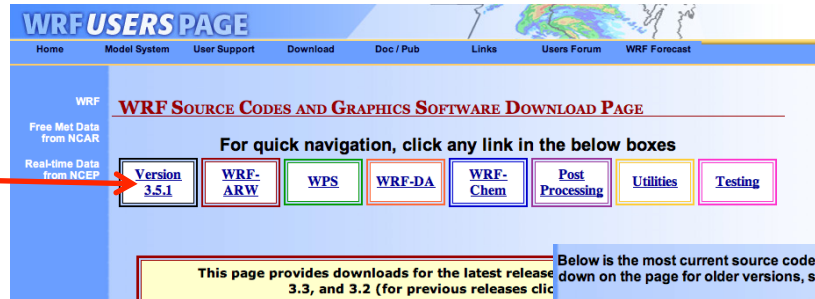 WRF USERS PAGE
Home Model System User Support Download Doc / Pub Links Users Forum WRF Forecast
WRF
Free Met Data
from NCAR
Real-time Data
from NCEP
WRF SOURCE CODES AND GRAPHICS SOFTWARE DOWNLOAD PAGE
For quick navigation, click any link in the below boxes
Version
3.5.1
WRF-
ARW
WPS
WRF-DA
WRF-
Chem
Post
Processing
Utilities
Testing
This page provides downloads for the latest release
3.3, and 3.2 (for previous releases clic
Below is the most current source code
down on the page for older versions, s